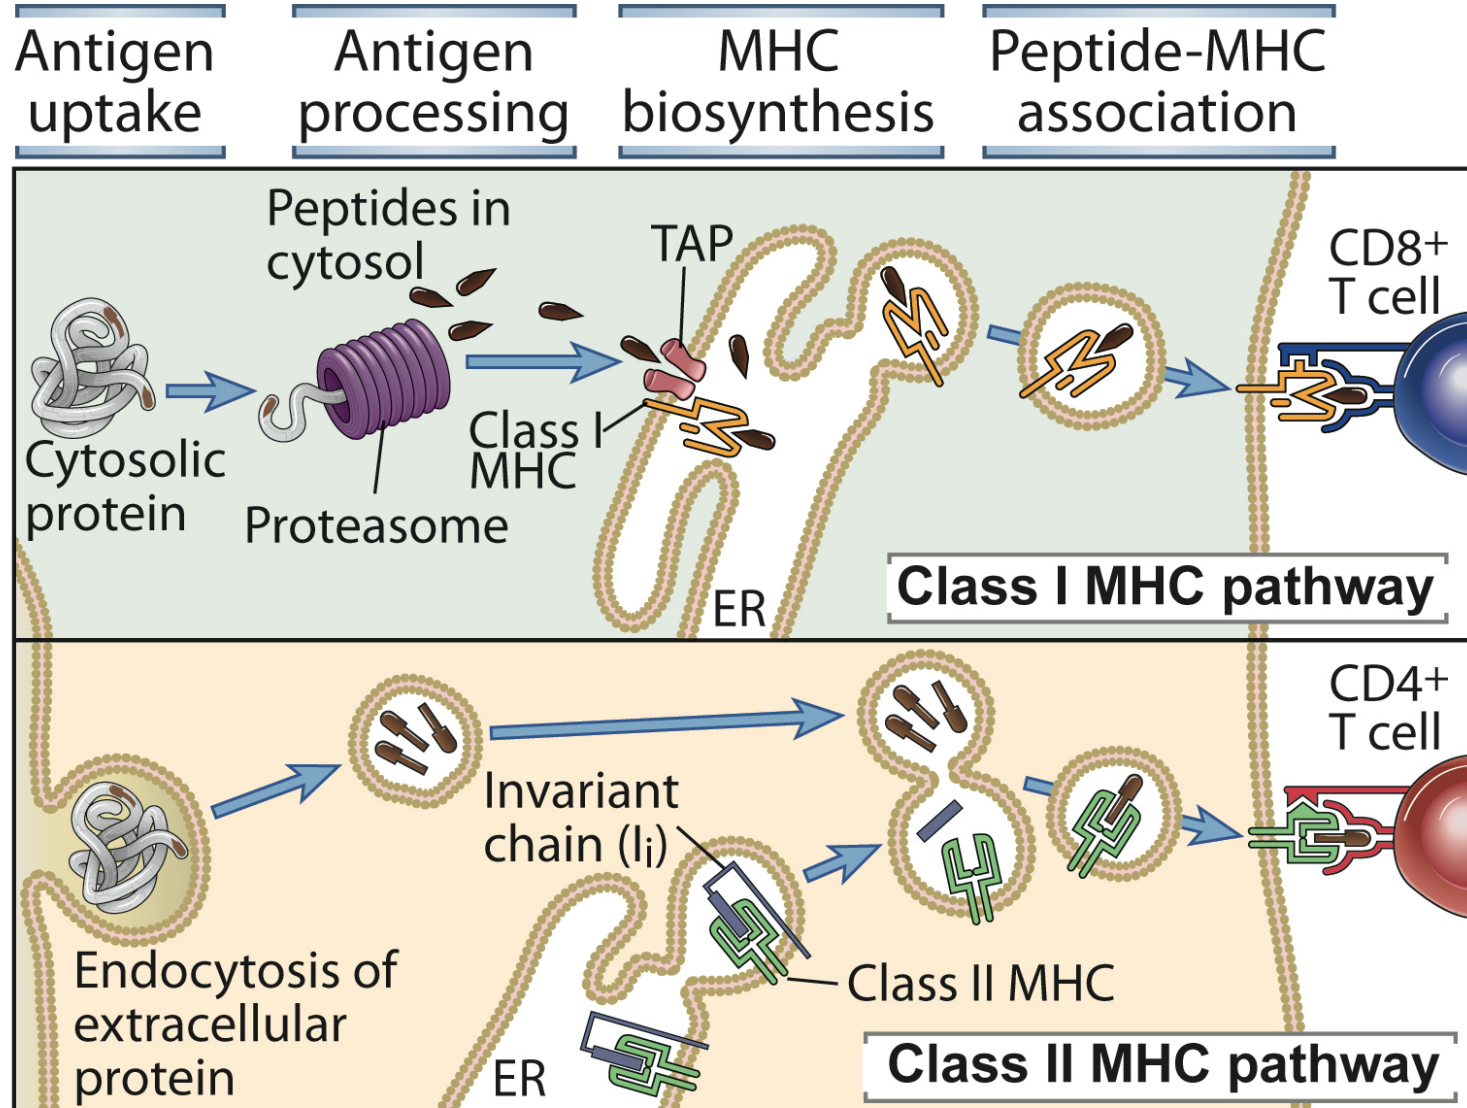 Antigen
uptake
Antigen
processing
MHC
biosynthesis
Peptide-MHC
association
Peptides in
cytosol
TAP
CD8+
T cell
Class I
MHC
Cytosolic
protein
Proteasome
ER
Class I MHC pathway
CD4+
T cell
Invariant
chain (Ii)
Endocytosis of
extracellular
protein
Class II MHC
ER
Class II MHC pathway